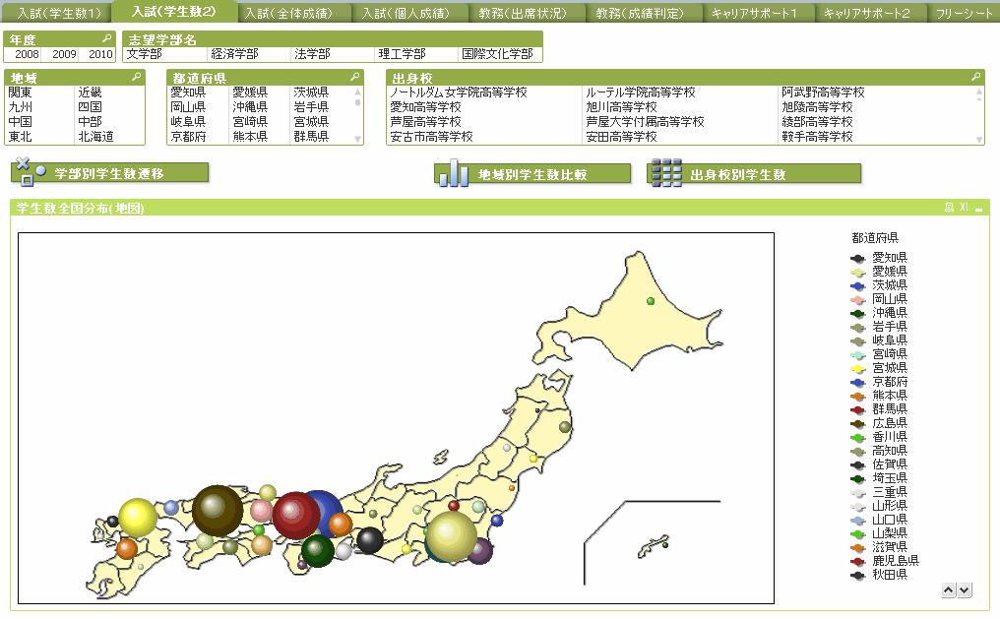 入試(学生数1) 入試(学生数2) 入試(全体成績) 入試(個人成績) 教務(出席状況) 教務(成績判定) キャリアサポート1 キャリアサポート2 フリーシート
年度 志望学部名
2008 2009 2010 文学部 経済学部 法学部 理工学部 国際文化学部
地域 都道府県 出身校
関東 近畿 愛知県 愛媛県 茨城県 ノートルダム女学院高等学校 ルーテル学院高等学校 阿武野高等学校
九州 四国 岡山県 沖縄県 岩手県 愛知高等学校 旭川高等学校 旭陵高等学校
中国 中部 岐阜県 宮崎県 宮城県 芦屋高等学校 芦屋大学付属高等学校 綾部高等学校
東北 北海道 京都府 熊本県 群馬県 安古市高等学校 安田高等学校 鞍手高等学校
学部別学生数遷移 地域別学生数比較 出身校別学生数
学生数全国分布(地図) XL
都道府県
愛知県
愛媛県
茨城県
岡山県
沖縄県
岩手県
岐阜県
宮崎県
宮城県
京都府
熊本県
群馬県
広島県
香川県
高知県
佐賀県
埼玉県
三重県
山形県
山口県
山梨県
滋賀県
鹿児島県
秋田県